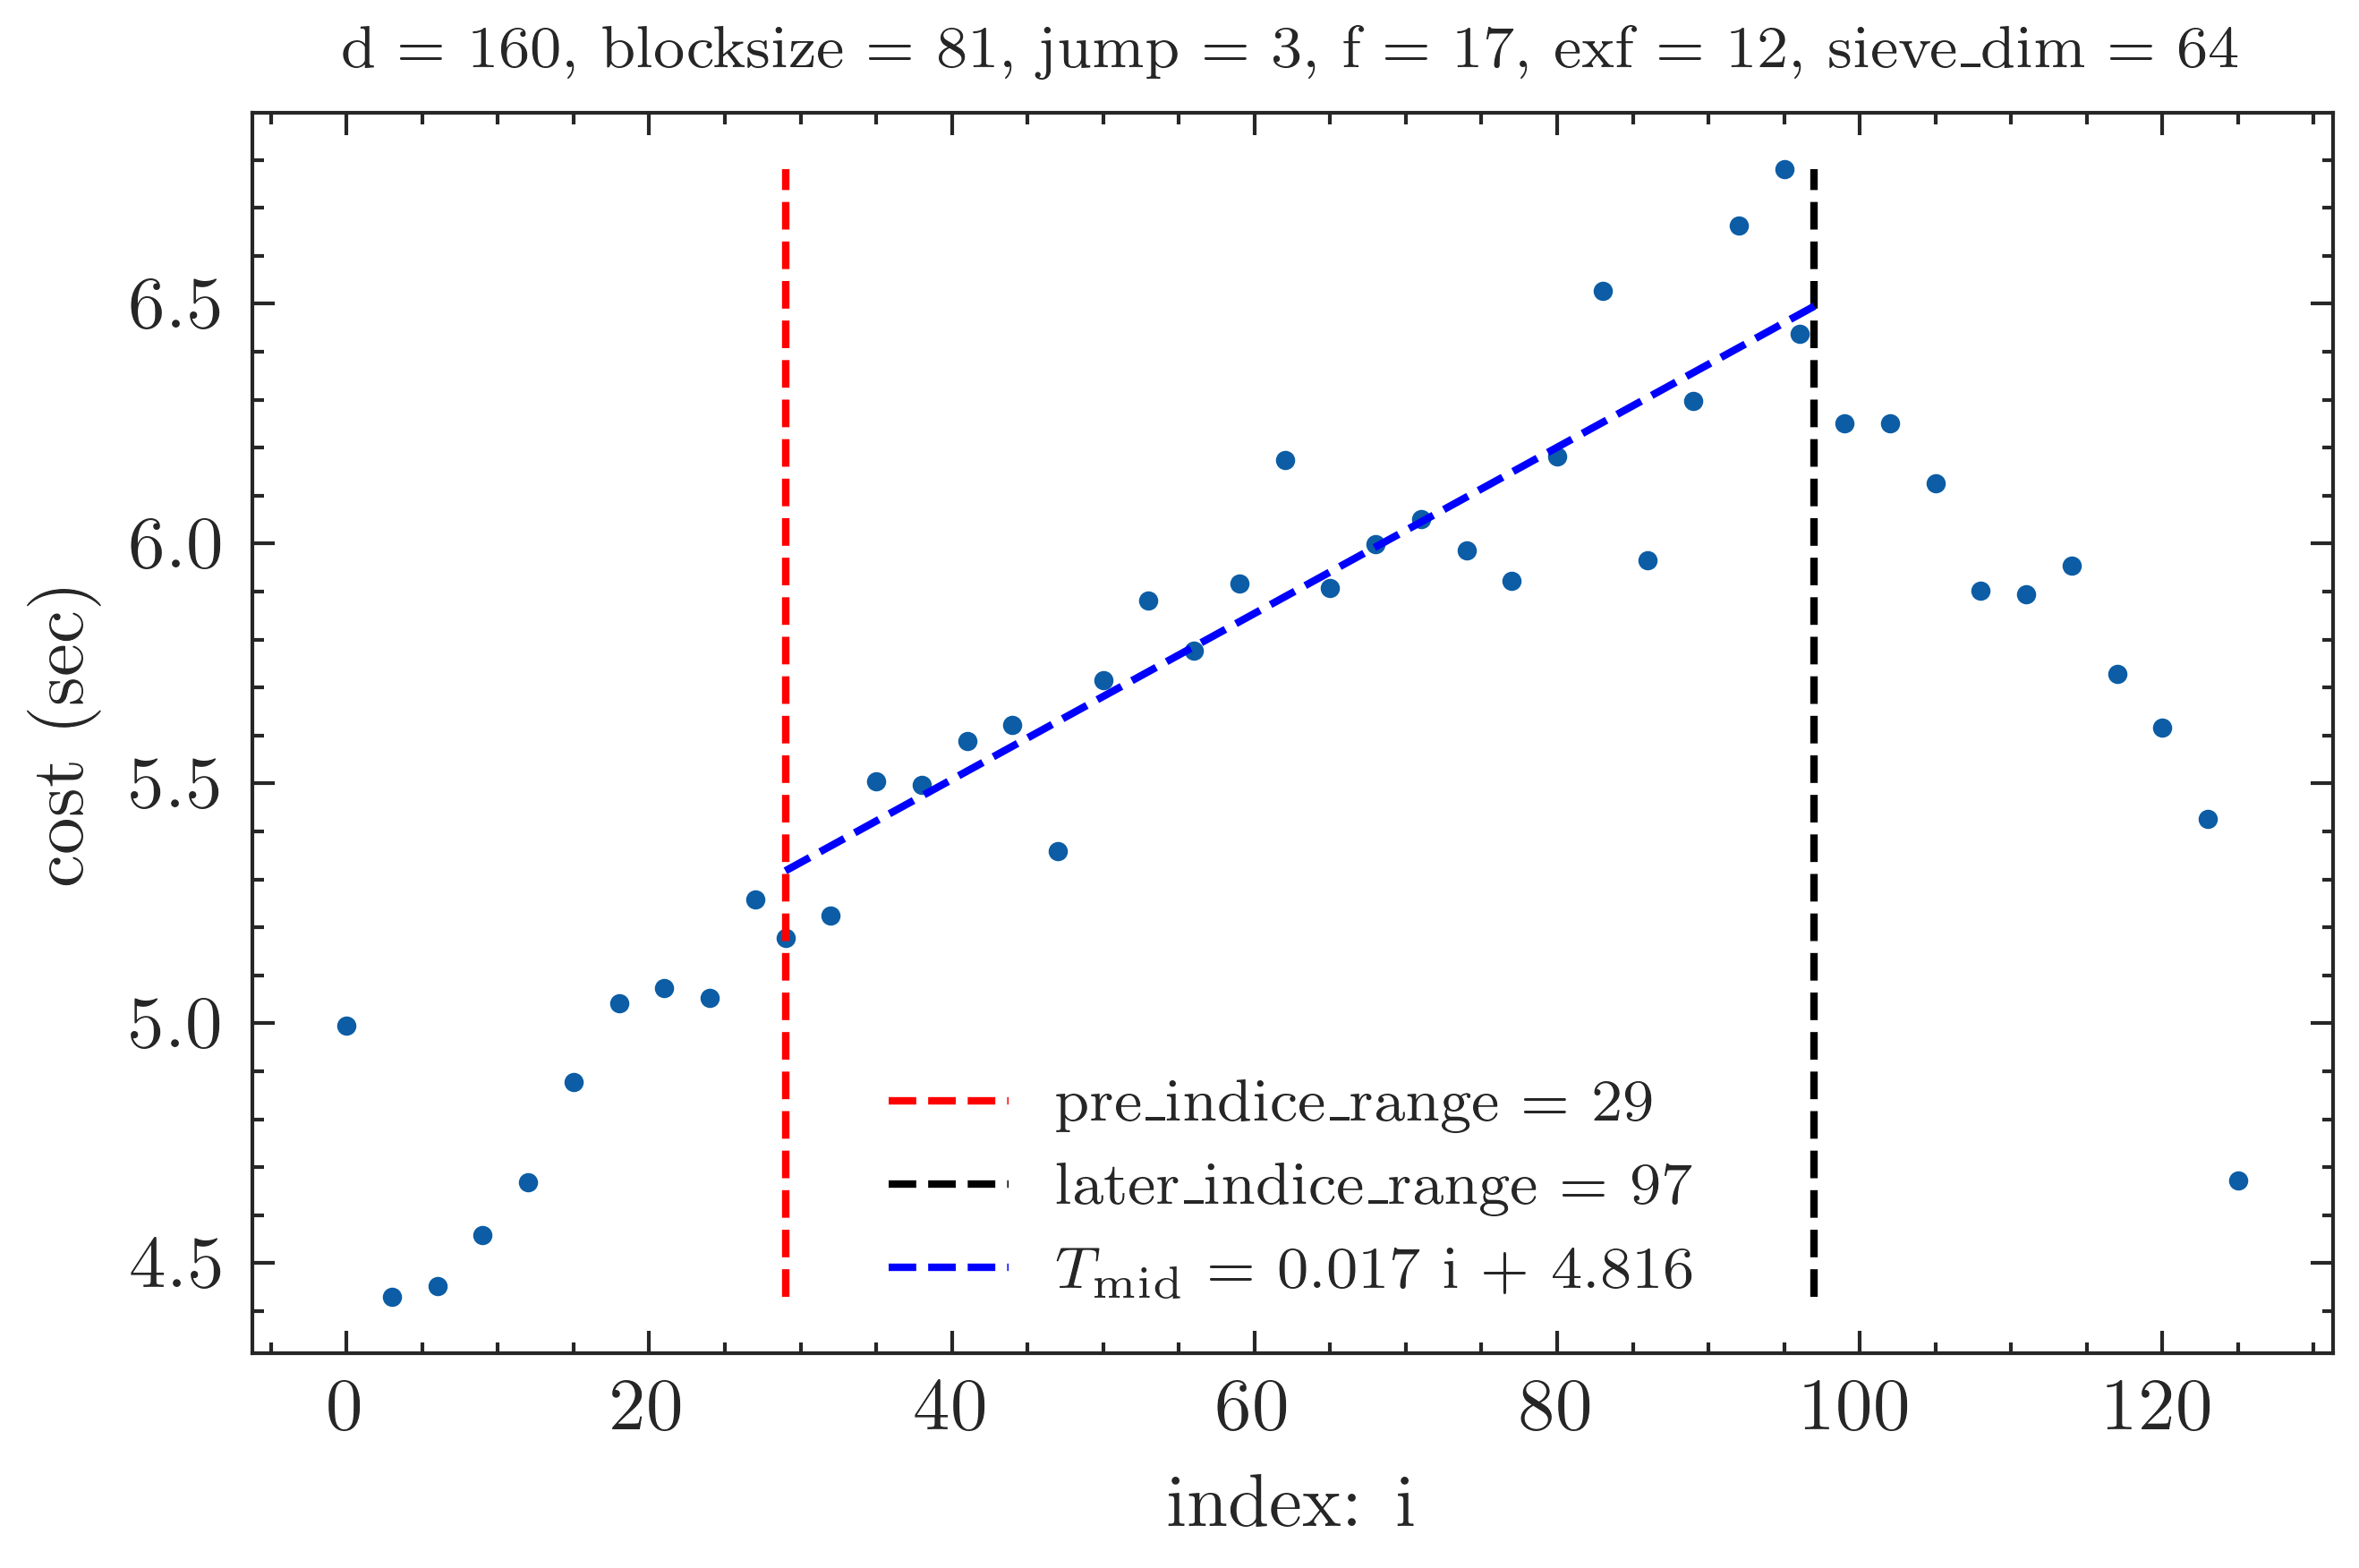 d = 160, blocksize = 81, jump = 3, f = 17, exf = 12, sieve_dim = 64
cost (sec)
6.5
6.0
5.5
5.0
4.5
pre_indice_range = 29
later_indice_range = 97
T_mid = 0.017 i + 4.816
0 20 40 60 80 100 120
index: i